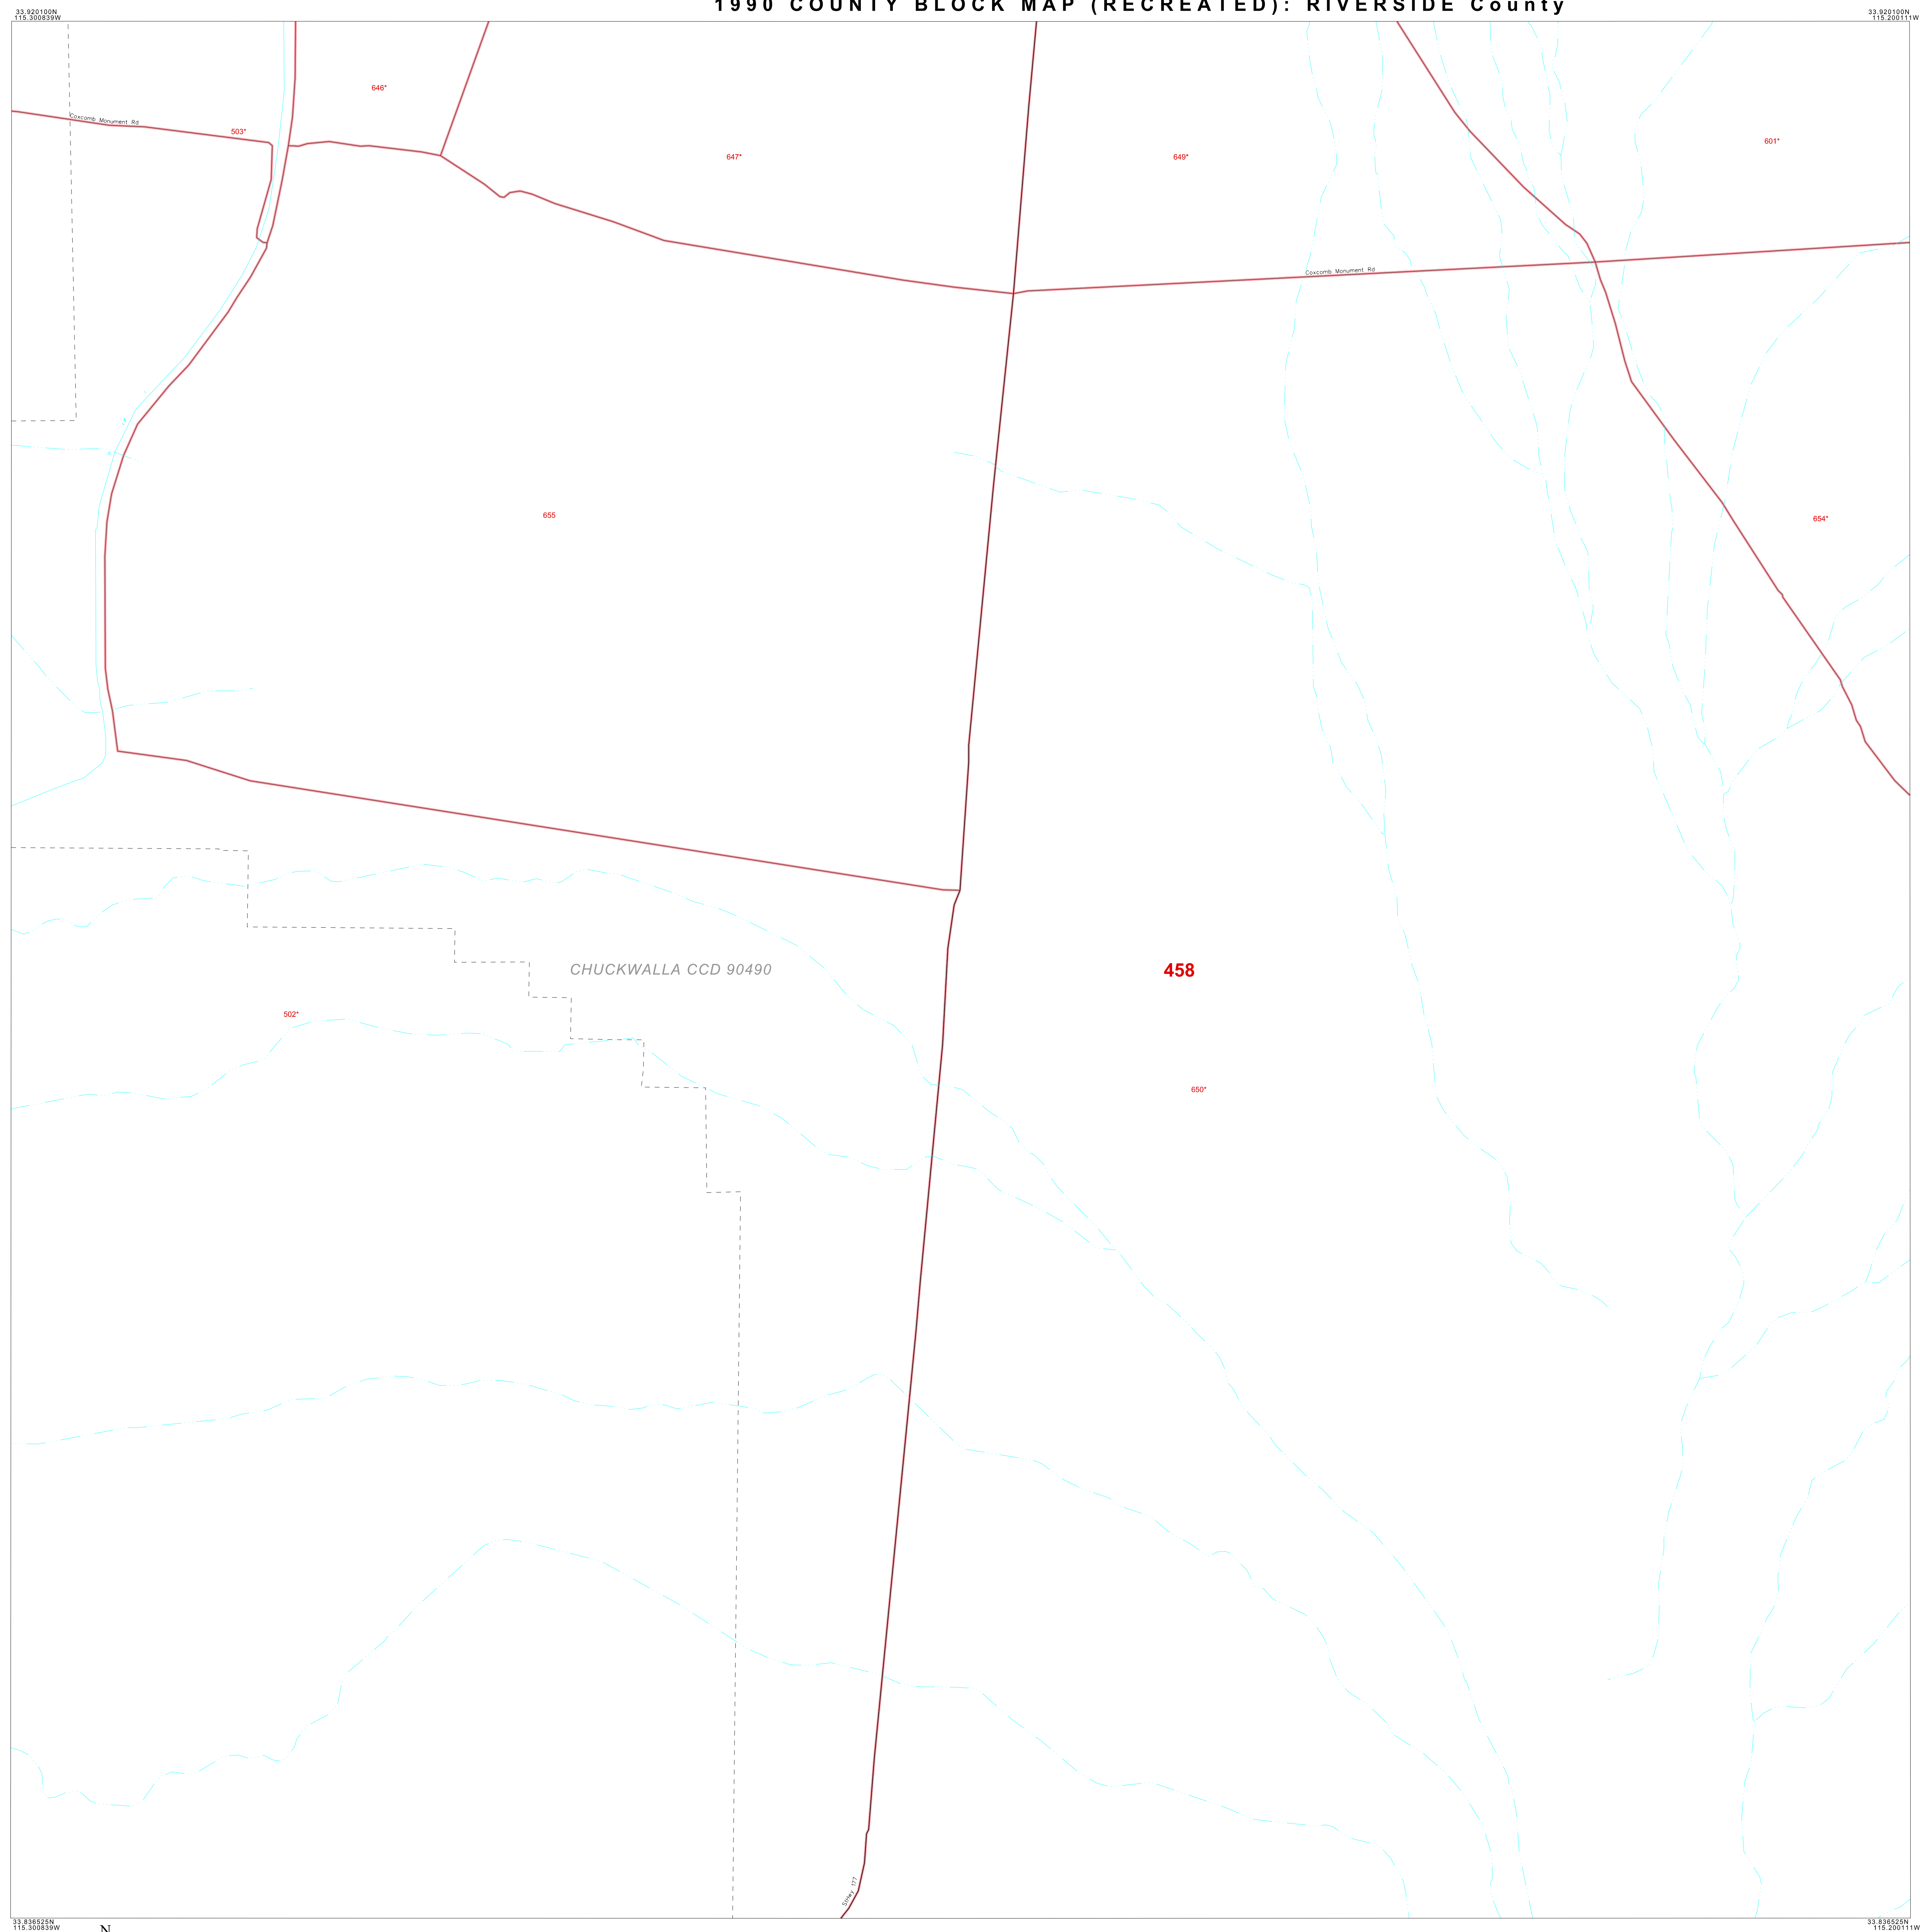 1990 COUNTY BLOCK MAP (RECREATED): RIVERSIDE County
33.920100N
115.300839W
33.920100N
115.200111W
646*
Coxcomb Monument Rd
503*
601*
647*
649*
Coxcomb Monument Rd
655
654*
CHUCKWALLA CCD 90490
458
502*
650*
StHwy 177
33.836525N
115.300839W
N
33.836525N
115.200111W